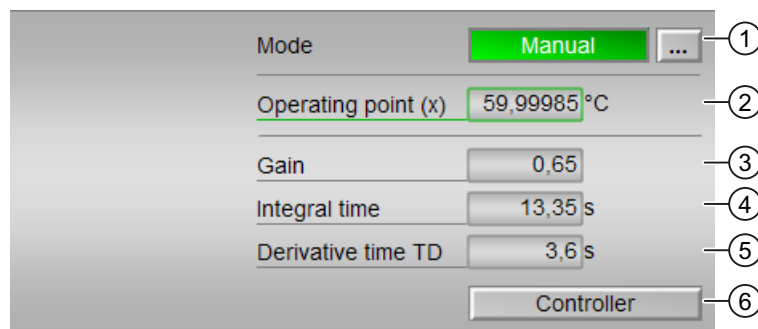 Mode Manual ... 1
Operating point (x) 59,99985 °C 2
Gain 0,65 3
Integral time 13,35 s 4
Derivative time TD 3,6 s 5
Controller 6